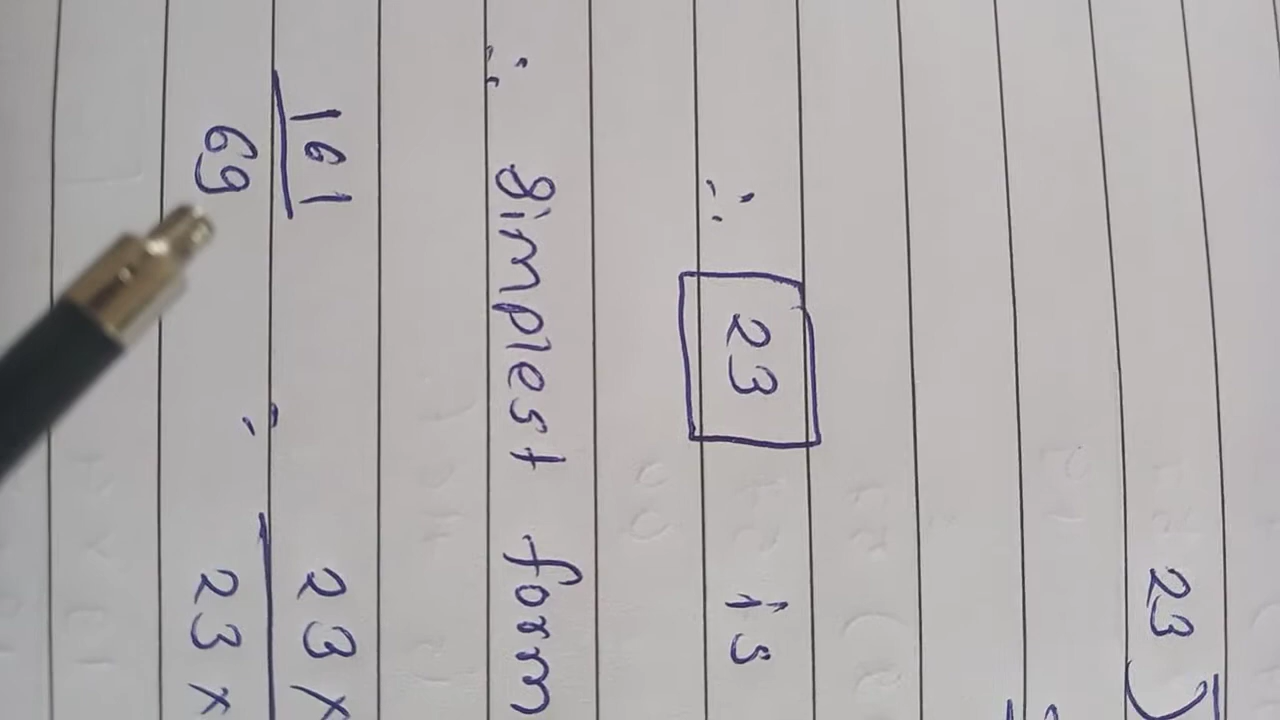 23)
∴ 23 is
∴ Simplest form
161 = 23 ×
69 23 ×